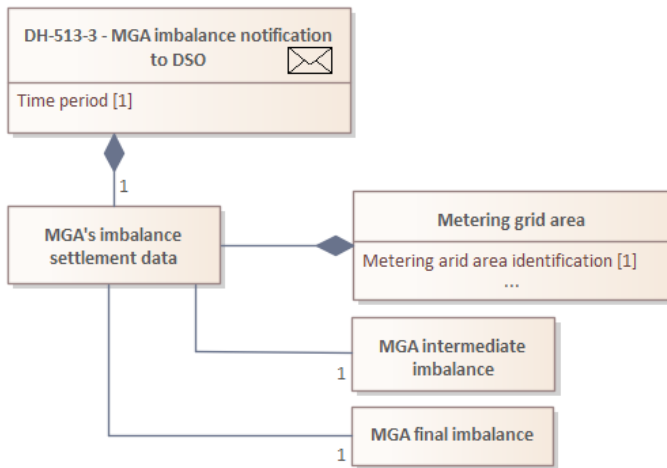 DH-513-3 - MGA imbalance notification
to DSO
Time period [1]
1
MGA's imbalance
settlement data
Metering grid area
Metering arid area identification [1]
...
MGA intermediate
imbalance
1
MGA final imbalance
1